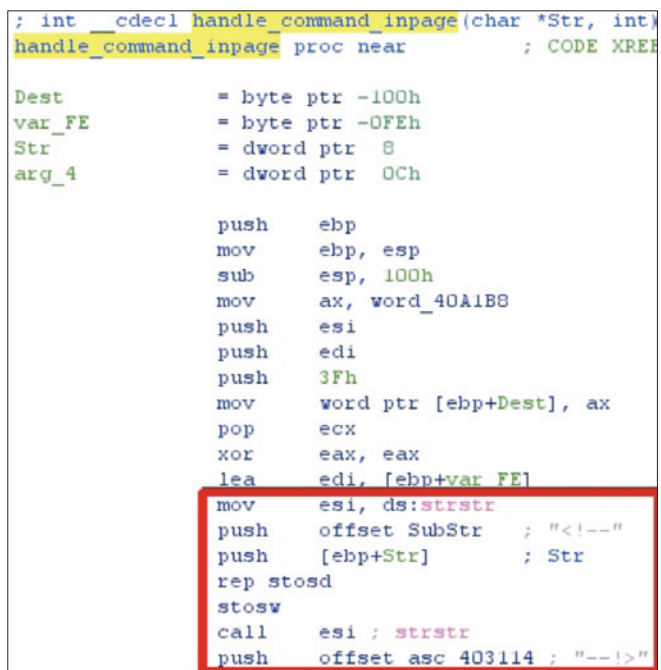 ; int __cdecl handle_command_inpage(char *Str, int)
handle_command_inpage proc near ; CODE XREF
Dest = byte ptr -100h
var_FE = byte ptr -0FEh
Str = dword ptr 8
arg_4 = dword ptr 0Ch
push ebp
mov ebp, esp
sub esp, 100h
mov ax, word_40A1B8
push esi
push edi
push 3Fh
mov word ptr [ebp+Dest], ax
pop ecx
xor eax, eax
lea edi, [ebp+var_FE]
mov esi, ds:strstr
push offset SubStr ; "<!--"
push [ebp+Str] ; Str
rep stosd
stosw
call esi ; strstr
push offset asc_403114 ; "--!>"